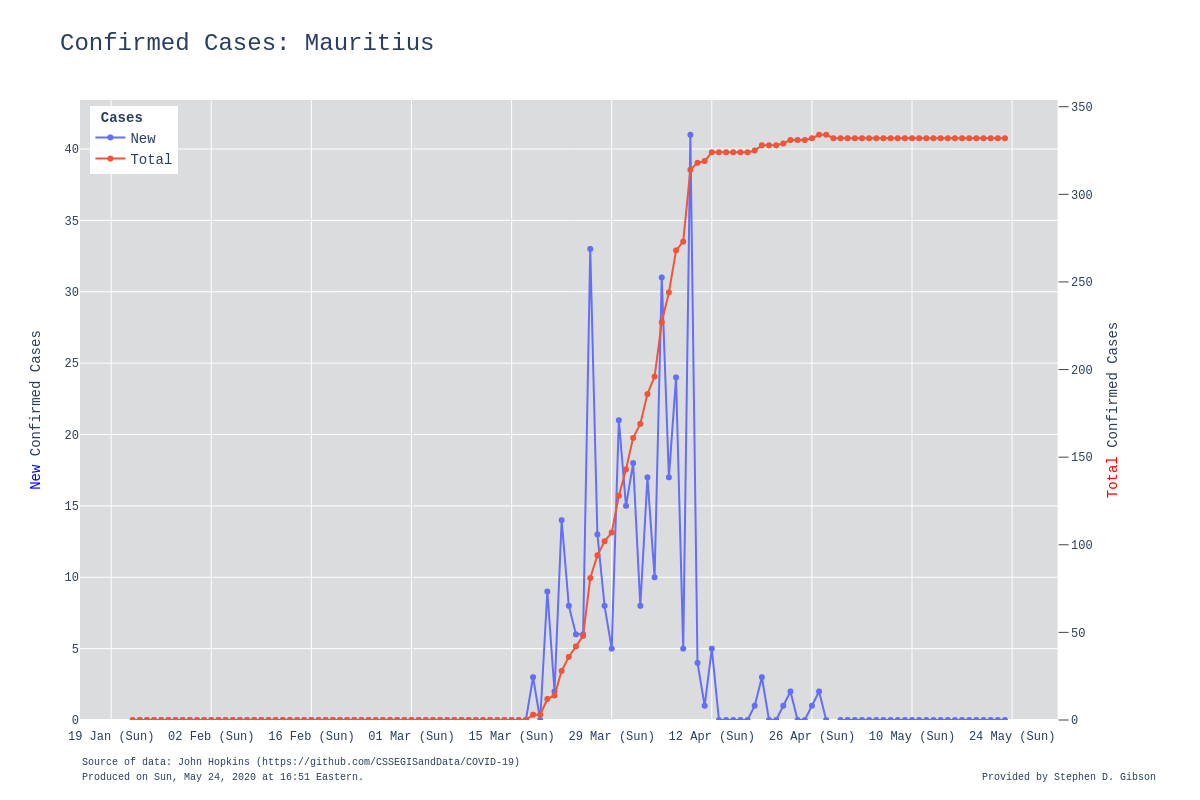 Confirmed Cases: Mauritius
Cases
New
Total
40
35
30
25
20
15
10
5
0
350
300
250
200
150
100
50
0
New Confirmed Cases
Total Confirmed Cases
19 Jan (Sun) 02 Feb (Sun) 16 Feb (Sun) 01 Mar (Sun) 15 Mar (Sun) 29 Mar (Sun) 12 Apr (Sun) 26 Apr (Sun) 10 May (Sun) 24 May (Sun)
Source of data: John Hopkins (https://github.com/CSSEGISandData/COVID-19)
Produced on Sun, May 24, 2020 at 16:51 Eastern.
Provided by Stephen D. Gibson